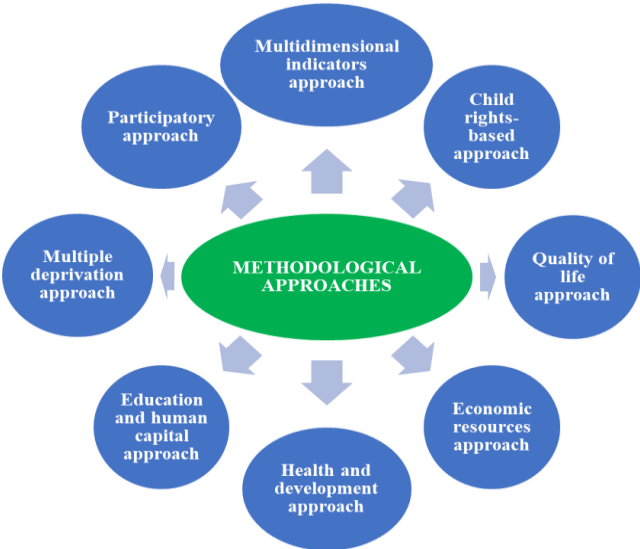 Multidimensional
indicators
approach
Participatory
approach
Child
rights-
based
approach
Multiple
deprivation
approach
METHODOLOGICAL
APPROACHES
Quality of
life
approach
Education
and human
capital
approach
Economic
resources
approach
Health and
development
approach